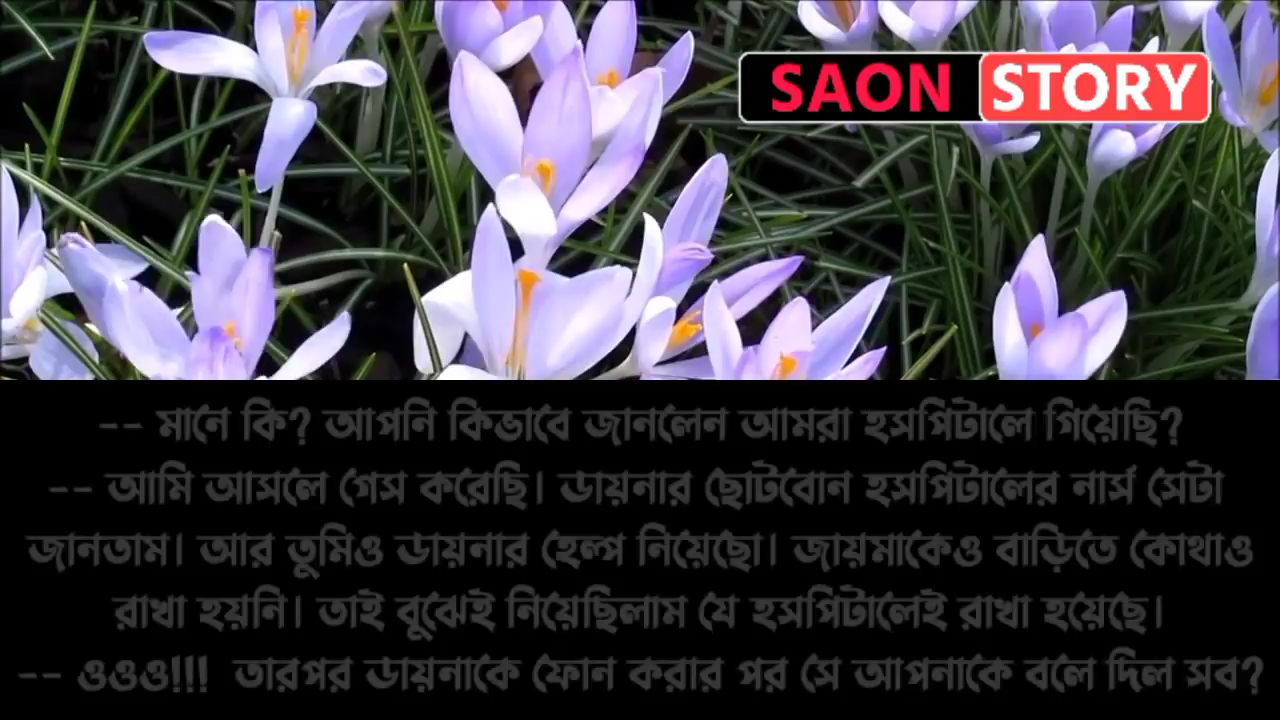 SAON STORY
-- মানে কি? আপনি কিভাবে জানলেন আমরা হসপিটালে গিয়েছি?
-- আমি আসলে গেস করেছি। ডায়নার ছোটবোন হসপিটালের নার্স সেটা
জানতাম। আর তুমিও ডায়নার হেল্প নিয়েছো। জায়মাকেও বাড়িতে কোথাও
রাখা হয়নি। তাই বুঝেই নিয়েছিলাম যে হসপিটালেই রাখা হয়েছে।
-- ওওও!!! তারপর ডায়নাকে ফোন করার পর সে আপনাকে বলে দিল সব?